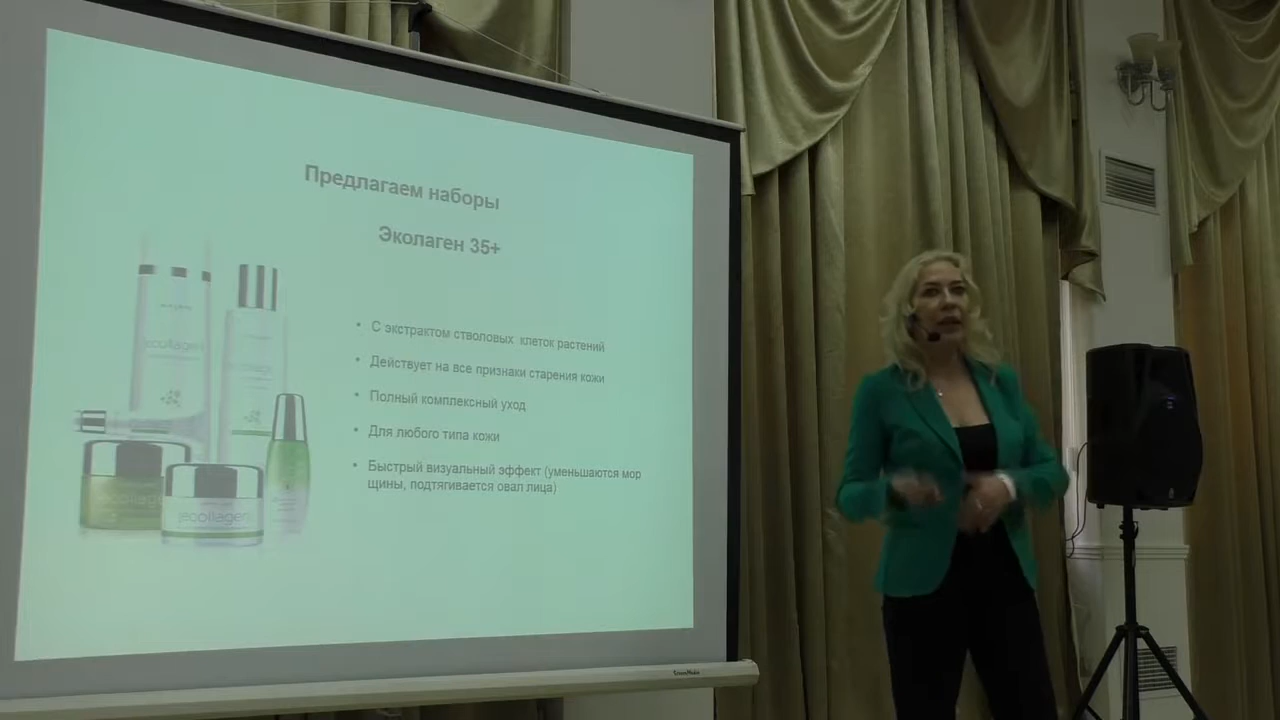 Предлагаем наборы
Эколаген 35+
• С экстрактом стволовых клеток растений
• Действует на все признаки старения кожи
• Полный комплексный уход
• Для любого типа кожи
• Быстрый визуальный эффект (уменьшаются мор
щины, подтягивается овал лица)
ecollagen
ecollagen